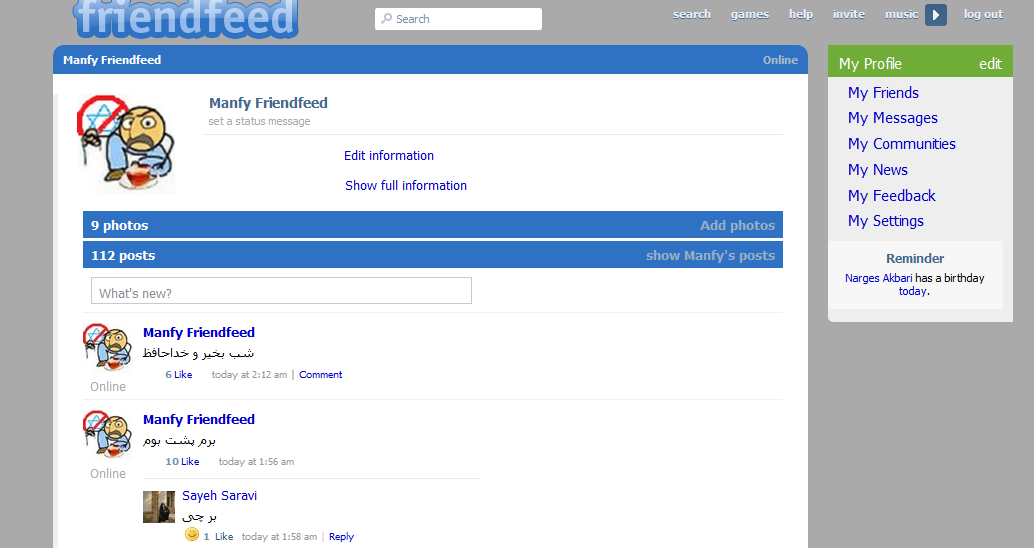 friendfeed
Search
search games help invite music log out
Manfy Friendfeed Online
My Profile edit
My Friends
My Messages
My Communities
My News
My Feedback
My Settings
Reminder
Narges Akbari has a birthday
today.
Manfy Friendfeed
set a status message
Edit information
Show full information
9 photos Add photos
112 posts show Manfy's posts
What's new?
Manfy Friendfeed
شب بخیر و خداحافظ
6 Like today at 2:12 am | Comment
Online
Manfy Friendfeed
برم پشت بوم
10 Like today at 1:56 am
Online
Sayeh Saravi
بر چی
1 Like today at 1:58 am | Reply